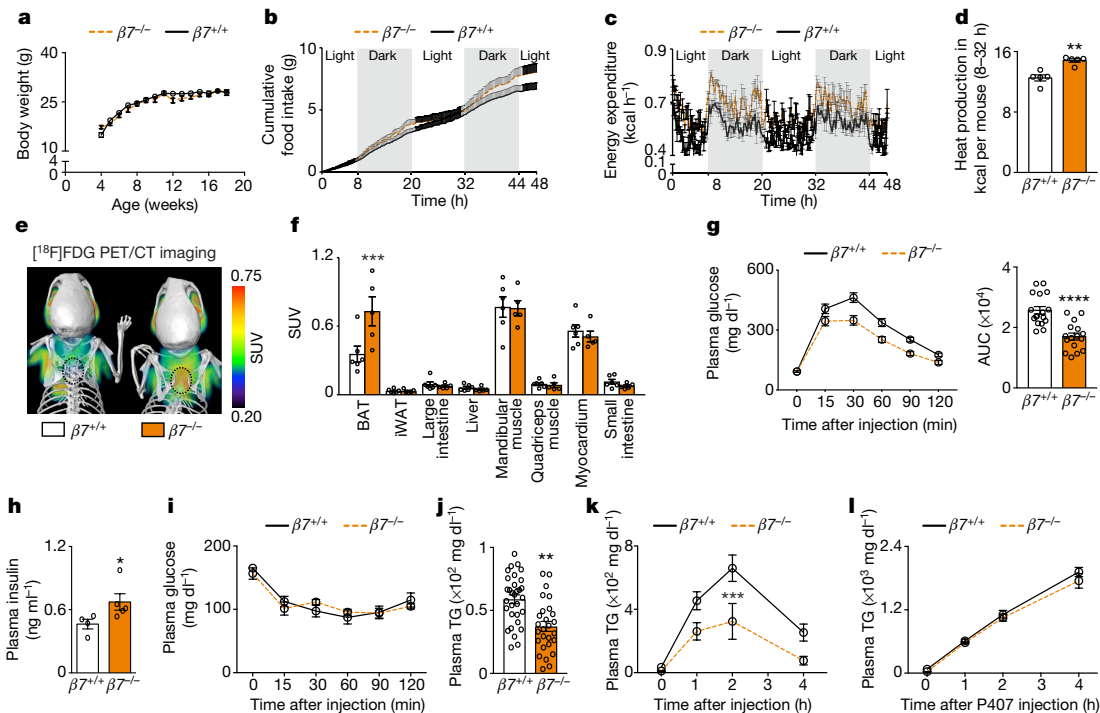 a
β7–/– β7+/+
Body weight (g)
40
28
10
4
0
0 4 8 12 16 20
Age (weeks)
b
β7–/– β7+/+
Light Dark Light Dark Light
Cumulative
food intake (g)
10
5
0
0 8 20 32 44 48
Time (h)
c
β7–/– β7+/+
Light Dark Light Dark Light
Energy expenditure
(kcal h–1)
0.9
0.7
0.4
0.1
0 8 20 32 44 48
Time (h)
d
Heat production in
kcal per mouse (8–32 h)
16
12
8
4
0
**
β7+/+ β7–/–
e
[18F]FDG PET/CT imaging
0.75
SUV
0.20
β7+/+ β7–/–
f
SUV
1.2
0.6
0
***
BAT
iWAT
Large
intestine
Liver
Mandibular
muscle
Quadriceps
muscle
Myocardium
Small
intestine
g
β7+/+
β7–/–
Plasma glucose
(mg dl–1)
600
300
0
0 15 30 60 90 120
Time after injection (min)
AUC (×104)
4
3
2
1
0
****
β7+/+ β7–/–
h
Plasma insulin
(ng ml–1)
1.2
0.6
0
*
β7+/+ β7–/–
i
β7+/+ β7–/–
Plasma glucose
(mg dl–1)
200
100
0
0 15 30 60 90 120
Time after injection (min)
j
Plasma TG (×102 mg dl–1)
1
0.5
0
**
β7+/+ β7–/–
k
β7+/+ β7–/–
Plasma TG (×102 mg dl–1)
8
4
0
***
0 1 2 3 4
Time after injection (h)
l
β7+/+ β7–/–
Plasma TG (×103 mg dl–1)
2.4
1.2
0
0 1 2 3 4
Time after P407 injection (h)